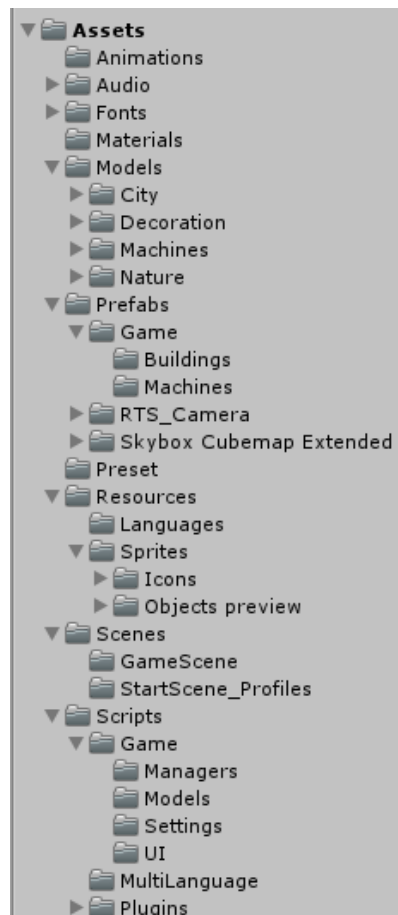 Assets
Animations
Audio
Fonts
Materials
Models
City
Decoration
Machines
Nature
Prefabs
Game
Buildings
Machines
RTS_Camera
Skybox Cubemap Extended
Preset
Resources
Languages
Sprites
Icons
Objects preview
Scenes
GameScene
StartScene_Profiles
Scripts
Game
Managers
Models
Settings
UI
MultiLanguage
Plugins